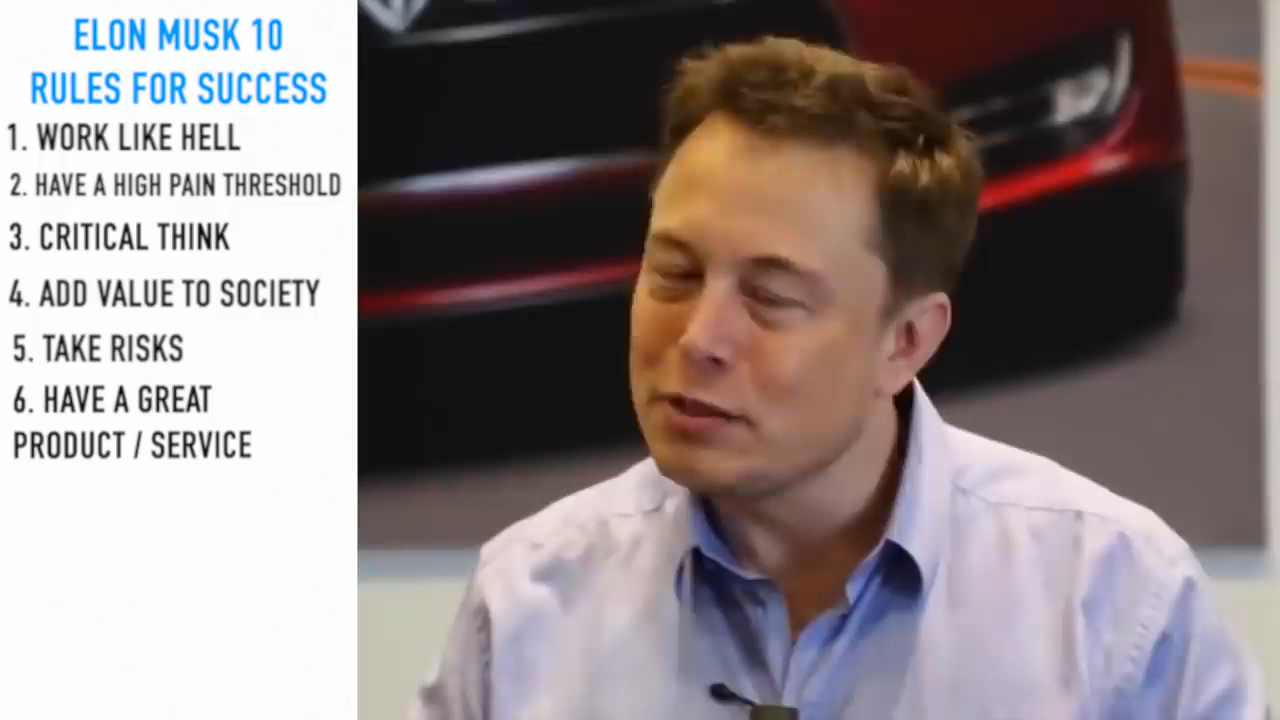 ELON MUSK 10
RULES FOR SUCCESS
1. WORK LIKE HELL
2. HAVE A HIGH PAIN THRESHOLD
3. CRITICAL THINK
4. ADD VALUE TO SOCIETY
5. TAKE RISKS
6. HAVE A GREAT
PRODUCT / SERVICE